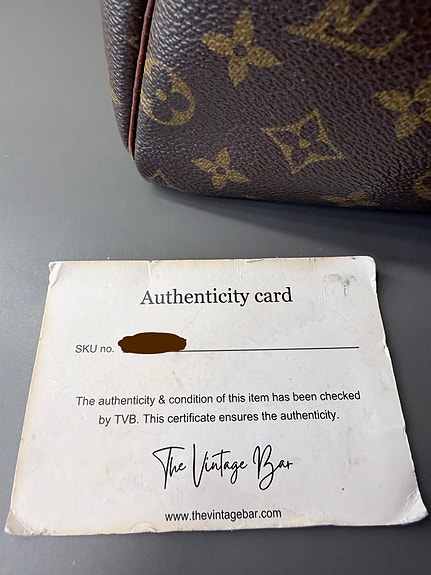 LV
Authenticity card
SKU no.
The authenticity & condition of this item has been checked
by TVB. This certificate ensures the authenticity.
The Vintage Bar
www.thevintagebar.com